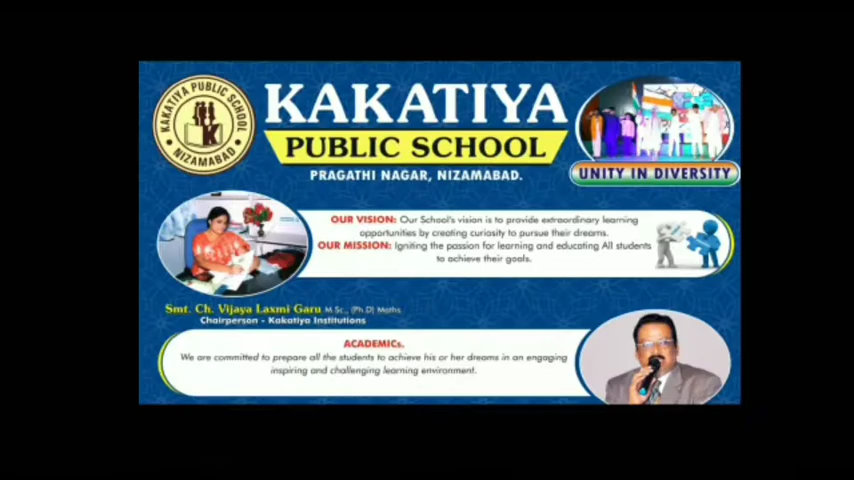 KAKATIYA PUBLIC SCHOOL
NIZAMABAD
K
KAKATIYA
PUBLIC SCHOOL
PRAGATHI NAGAR, NIZAMABAD.
UNITY IN DIVERSITY
OUR VISION: Our School's vision is to provide extraordinary learning
opportunities by creating curiosity to pursue their dreams.
OUR MISSION: Igniting the passion for learning and educating All students
to achieve their goals.
Smt. Ch. Vijaya Laxmi Garu M.Sc., (Ph.D) Maths.
Chairperson - Kakatiya Institutions
ACADEMICs.
We are committed to prepare all the students to achieve his or her dreams in an engaging
inspiring and challenging learning environment.